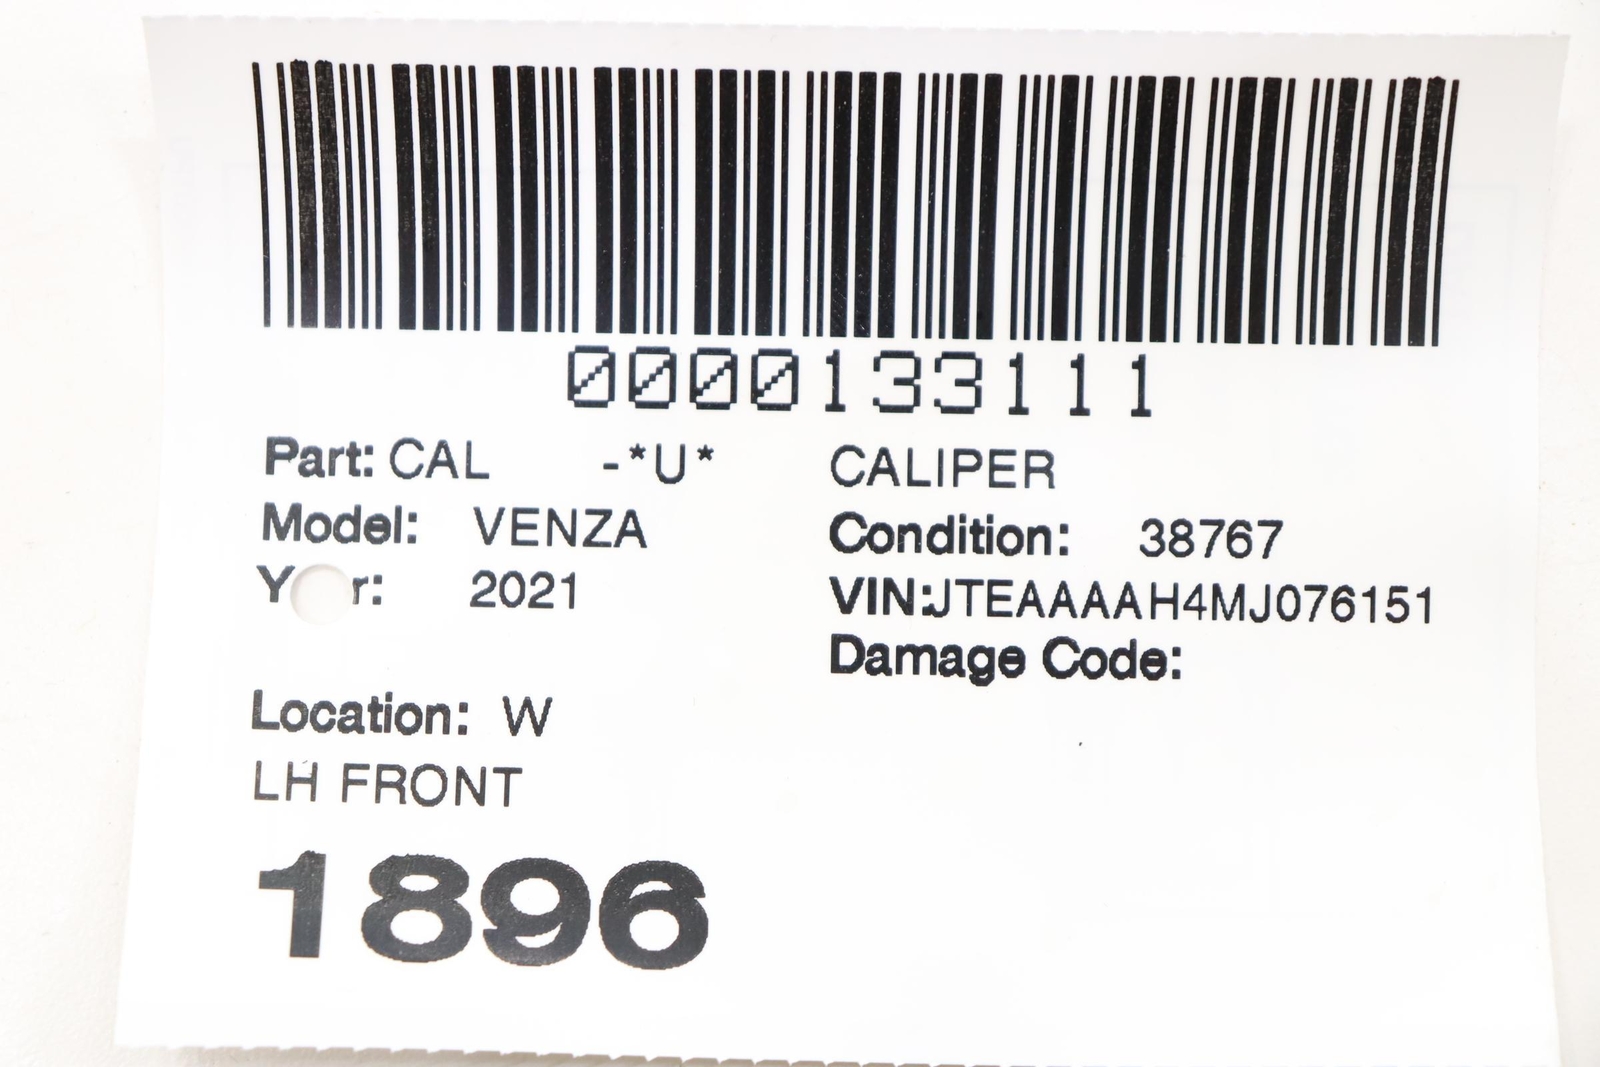 0000133111
Part: CAL -*U* CALIPER
Model: VENZA Condition: 38767
Y r: 2021 VIN:JTEAAAAH4MJ076151
Damage Code:
Location: W
LH FRONT
1896